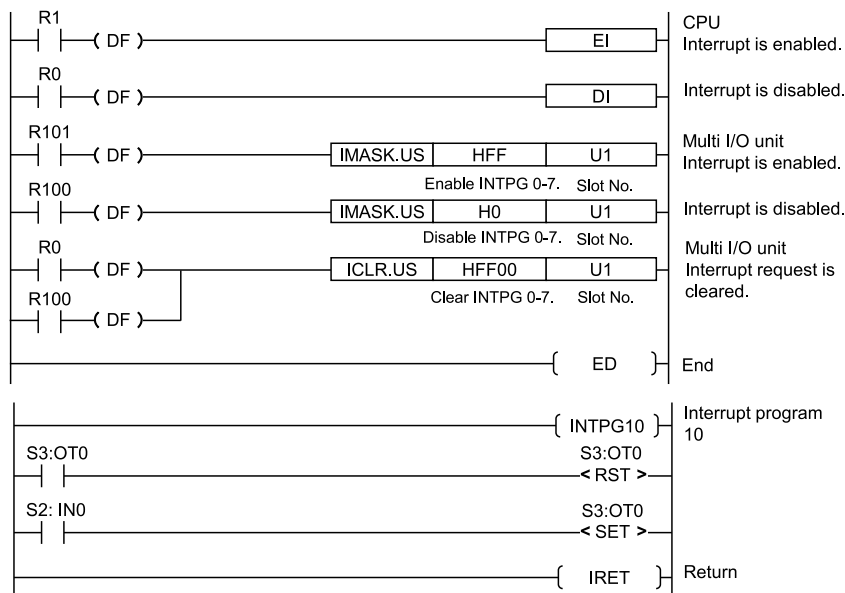 R1
( DF )
EI
CPU
Interrupt is enabled.
R0
( DF )
DI
Interrupt is disabled.
R101
( DF )
IMASK.US HFF U1
Multi I/O unit
Interrupt is enabled.
Enable INTPG 0-7. Slot No.
R100
( DF )
IMASK.US H0 U1
Interrupt is disabled.
Disable INTPG 0-7. Slot No.
R0
( DF )
ICLR.US HFF00 U1
Multi I/O unit
Interrupt request is
cleared.
Clear INTPG 0-7. Slot No.
R100
( DF )
ED
End
INTPG10
Interrupt program
10
S3:OT0
S3:OT0
< RST >
S2: IN0
S3:OT0
< SET >
IRET
Return